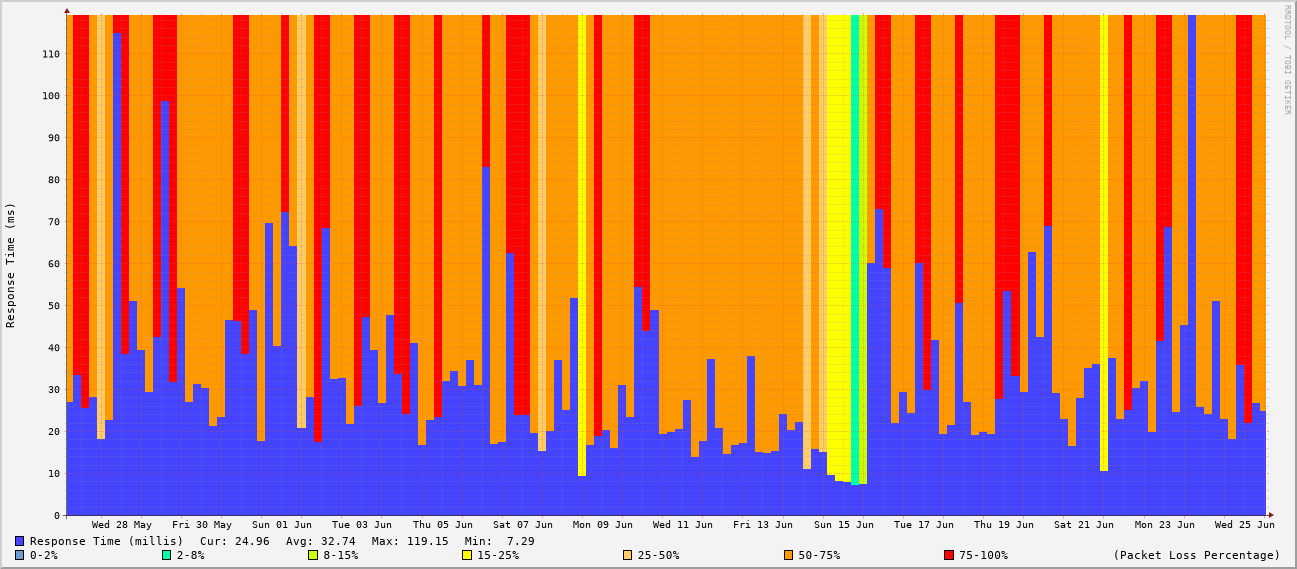 RRDTOOL / TOBI OETIKER
Response Time (ms)
110
100
90
80
70
60
50
40
30
20
10
0
Wed 28 May Fri 30 May Sun 01 Jun Tue 03 Jun Thu 05 Jun Sat 07 Jun Mon 09 Jun Wed 11 Jun Fri 13 Jun Sun 15 Jun Tue 17 Jun Thu 19 Jun Sat 21 Jun Mon 23 Jun Wed 25 Jun
Response Time (millis) Cur: 24.96 Avg: 32.74 Max: 119.15 Min: 7.29
0-2% 2-8% 8-15% 15-25% 25-50% 50-75% 75-100% (Packet Loss Percentage)